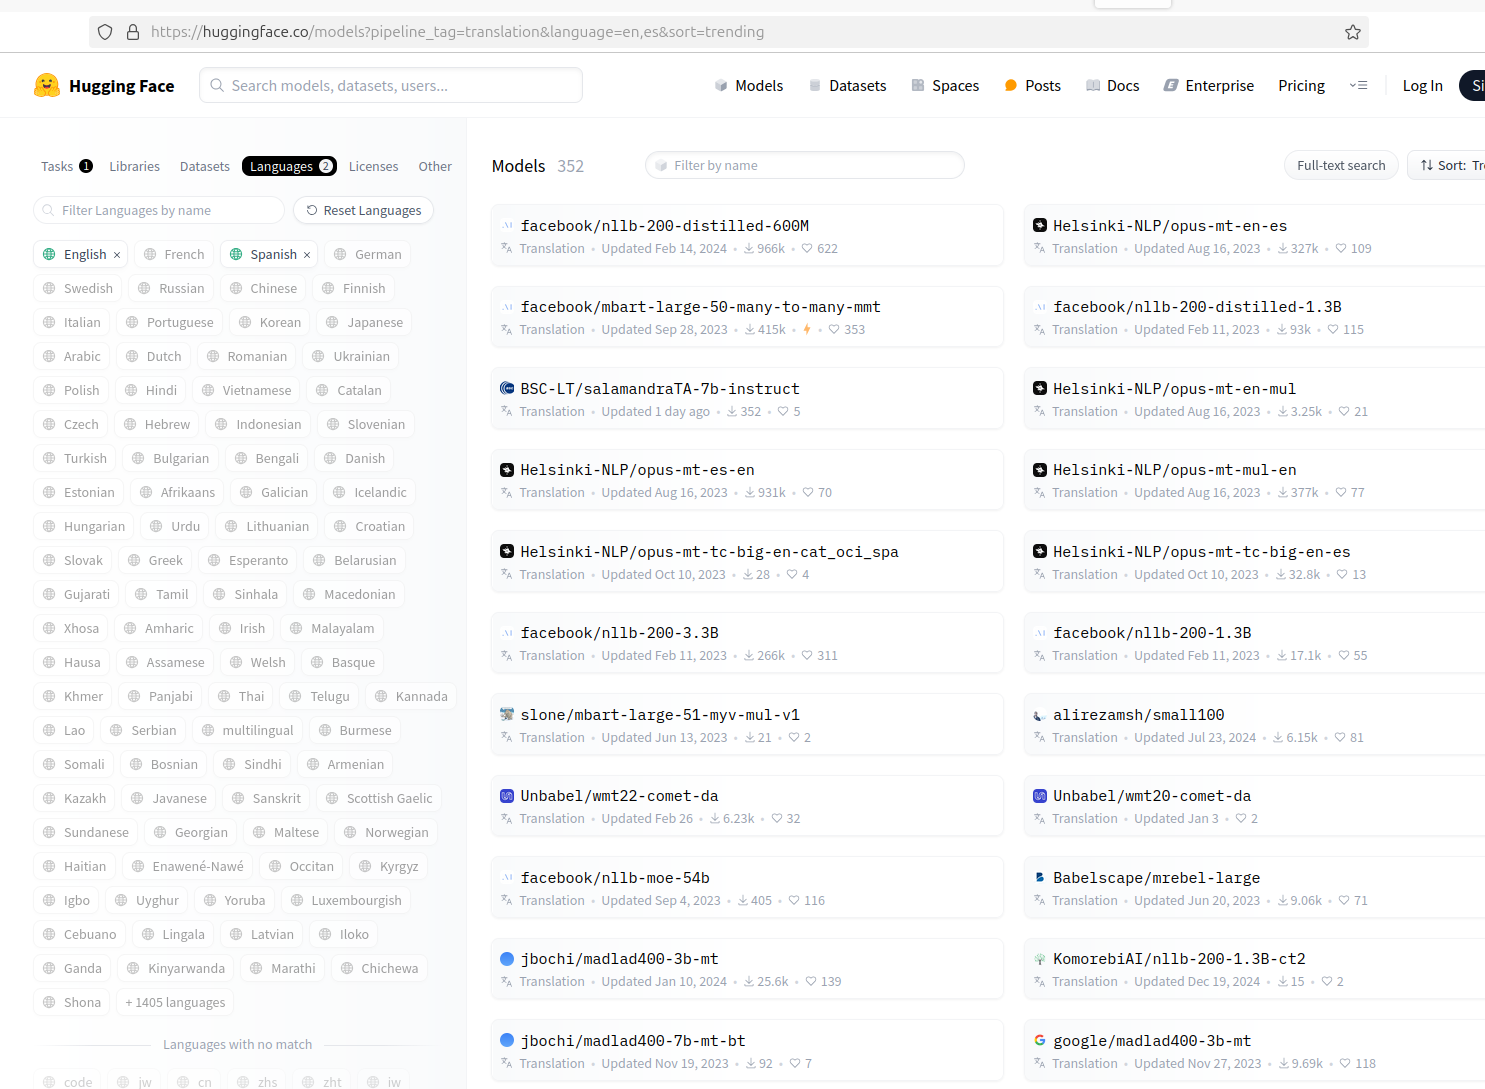 https://huggingface.co/models?pipeline_tag=translation&language=en,es&sort=trending
Hugging Face
Search models, datasets, users...
Models
Datasets
Spaces
Posts
Docs
Enterprise
Pricing
Log In
Si
Tasks 1
Libraries
Datasets
Languages 2
Licenses
Other
Filter Languages by name
Reset Languages
English × French Spanish × German
Swedish Russian Chinese Finnish
Italian Portuguese Korean Japanese
Arabic Dutch Romanian Ukrainian
Polish Hindi Vietnamese Catalan
Czech Hebrew Indonesian Slovenian
Turkish Bulgarian Bengali Danish
Estonian Afrikaans Galician Icelandic
Hungarian Urdu Lithuanian Croatian
Slovak Greek Esperanto Belarusian
Gujarati Tamil Sinhala Macedonian
Xhosa Amharic Irish Malayalam
Hausa Assamese Welsh Basque
Khmer Panjabi Thai Telugu Kannada
Lao Serbian multilingual Burmese
Somali Bosnian Sindhi Armenian
Kazakh Javanese Sanskrit Scottish Gaelic
Sundanese Georgian Maltese Norwegian
Haitian Enawené-Nawé Occitan Kyrgyz
Igbo Uyghur Yoruba Luxembourgish
Cebuano Lingala Latvian Iloko
Ganda Kinyarwanda Marathi Chichewa
Shona + 1405 languages
Languages with no match
code jw cn zhs zht iw
Models 352
Filter by name
Full-text search
Sort: Tr
facebook/nllb-200-distilled-600M
Translation • Updated Feb 14, 2024 • 966k • 622
Helsinki-NLP/opus-mt-en-es
Translation • Updated Aug 16, 2023 • 327k • 109
facebook/mbart-large-50-many-to-many-mmt
Translation • Updated Sep 28, 2023 • 415k • • 353
facebook/nllb-200-distilled-1.3B
Translation • Updated Feb 11, 2023 • 93k • 115
BSC-LT/salamandraTA-7b-instruct
Translation • Updated 1 day ago • 352 • 5
Helsinki-NLP/opus-mt-en-mul
Translation • Updated Aug 16, 2023 • 3.25k • 21
Helsinki-NLP/opus-mt-es-en
Translation • Updated Aug 16, 2023 • 931k • 70
Helsinki-NLP/opus-mt-mul-en
Translation • Updated Aug 16, 2023 • 377k • 77
Helsinki-NLP/opus-mt-tc-big-en-cat_oci_spa
Translation • Updated Oct 10, 2023 • 28 • 4
Helsinki-NLP/opus-mt-tc-big-en-es
Translation • Updated Oct 10, 2023 • 32.8k • 13
facebook/nllb-200-3.3B
Translation • Updated Feb 11, 2023 • 266k • 311
facebook/nllb-200-1.3B
Translation • Updated Feb 11, 2023 • 17.1k • 55
slone/mbart-large-51-myv-mul-v1
Translation • Updated Jun 13, 2023 • 21 • 2
alirezamsh/small100
Translation • Updated Jul 23, 2024 • 6.15k • 81
Unbabel/wmt22-comet-da
Translation • Updated Feb 26 • 6.23k • 32
Unbabel/wmt20-comet-da
Translation • Updated Jan 3 • 2
facebook/nllb-moe-54b
Translation • Updated Sep 4, 2023 • 405 • 116
Babelscape/mrebel-large
Translation • Updated Jun 20, 2023 • 9.06k • 71
jbochi/madlad400-3b-mt
Translation • Updated Jan 10, 2024 • 25.6k • 139
KomorebiAI/nllb-200-1.3B-ct2
Translation • Updated Dec 19, 2024 • 15 • 2
jbochi/madlad400-7b-mt-bt
Translation • Updated Nov 19, 2023 • 92 • 7
google/madlad400-3b-mt
Translation • Updated Nov 27, 2023 • 9.69k • 118